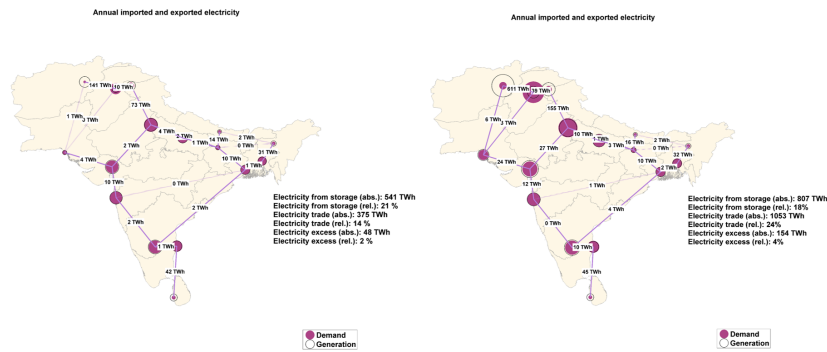 Annual imported and exported electricity
141 TWh
10 TWh
73 TWh
1 TWh
3 TWh
4 TWh
2 TWh
2 TWh
1 TWh
14 TWh
0 TWh
31 TWh
4 TWh
2 TWh
10 TWh
1 TWh
10 TWh
0 TWh
2 TWh
2 TWh
1 TWh
42 TWh
Electricity from storage (abs.): 541 TWh
Electricity from storage (rel.): 21 %
Electricity trade (abs.): 375 TWh
Electricity trade (rel.): 14 %
Electricity excess (abs.): 48 TWh
Electricity excess (rel.): 2 %
Demand
Generation
Annual imported and exported electricity
611 TWh
39 TWh
155 TWh
6 TWh
3 TWh
10 TWh
1 TWh
2 TWh
3 TWh
16 TWh
0 TWh
32 TWh
24 TWh
27 TWh
12 TWh
10 TWh
2 TWh
1 TWh
4 TWh
0 TWh
10 TWh
45 TWh
Electricity from storage (abs.): 807 TWh
Electricity from storage (rel.): 18%
Electricity trade (abs.): 1053 TWh
Electricity trade (rel.): 24%
Electricity excess (abs.): 154 TWh
Electricity excess (rel.): 4%
Demand
Generation